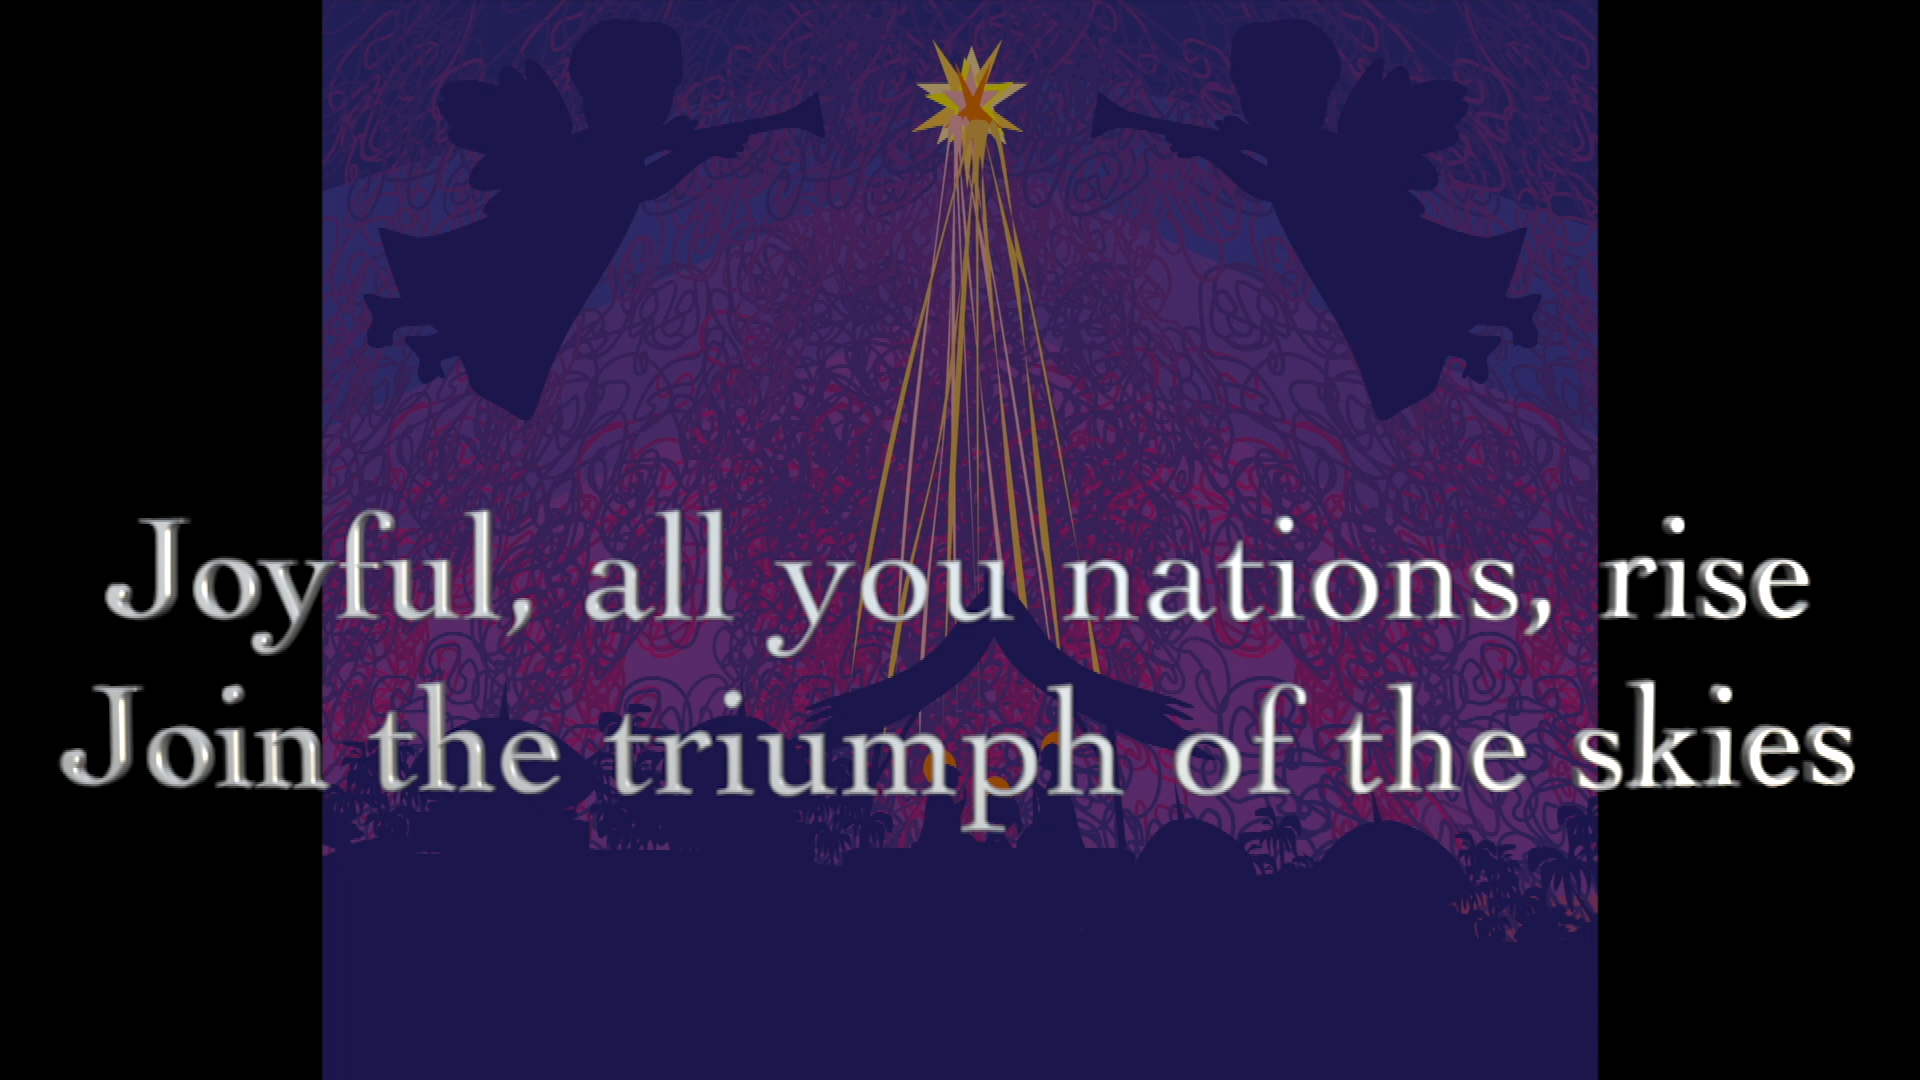 Joyful, all you nations, rise
Join the triumph of the skies